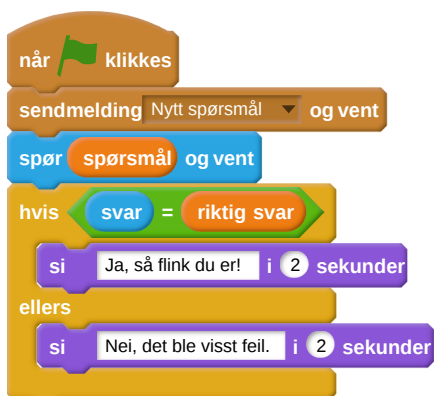 når klikkes
sendmelding Nytt spørsmål og vent
spør spørsmål og vent
hvis svar = riktig svar
si Ja, så flink du er! i 2 sekunder
ellers
si Nei, det ble visst feil. i 2 sekunder